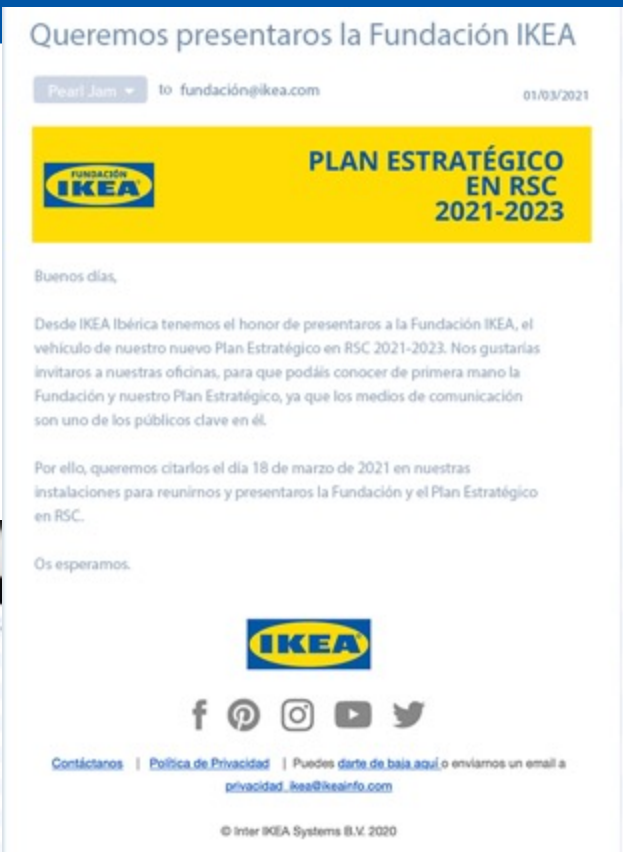 Queremos presentaros la Fundación IKEA
Pearl Jam to fundación@ikea.com 01/03/2021
FUNDACIÓN
IKEA
PLAN ESTRATÉGICO
EN RSC
2021-2023
Buenos días,
Desde IKEA Ibérica tenemos el honor de presentaros a la Fundación IKEA, el
vehículo de nuestro nuevo Plan Estratégico en RSC 2021-2023. Nos gustarías
invitaros a nuestras oficinas, para que podáis conocer de primera mano la
Fundación y nuestro Plan Estratégico, ya que los medios de comunicación
son uno de los públicos clave en él.
Por ello, queremos citarlos el día 18 de marzo de 2021 en nuestras
instalaciones para reunirnos y presentaros la Fundación y el Plan Estratégico
en RSC.
Os esperamos.
IKEA
Contáctanos | Política de Privacidad | Puedes darte de baja aquí o enviarnos un email a
privacidad_ikea@ikeainfo.com
© Inter IKEA Systems B.V. 2020